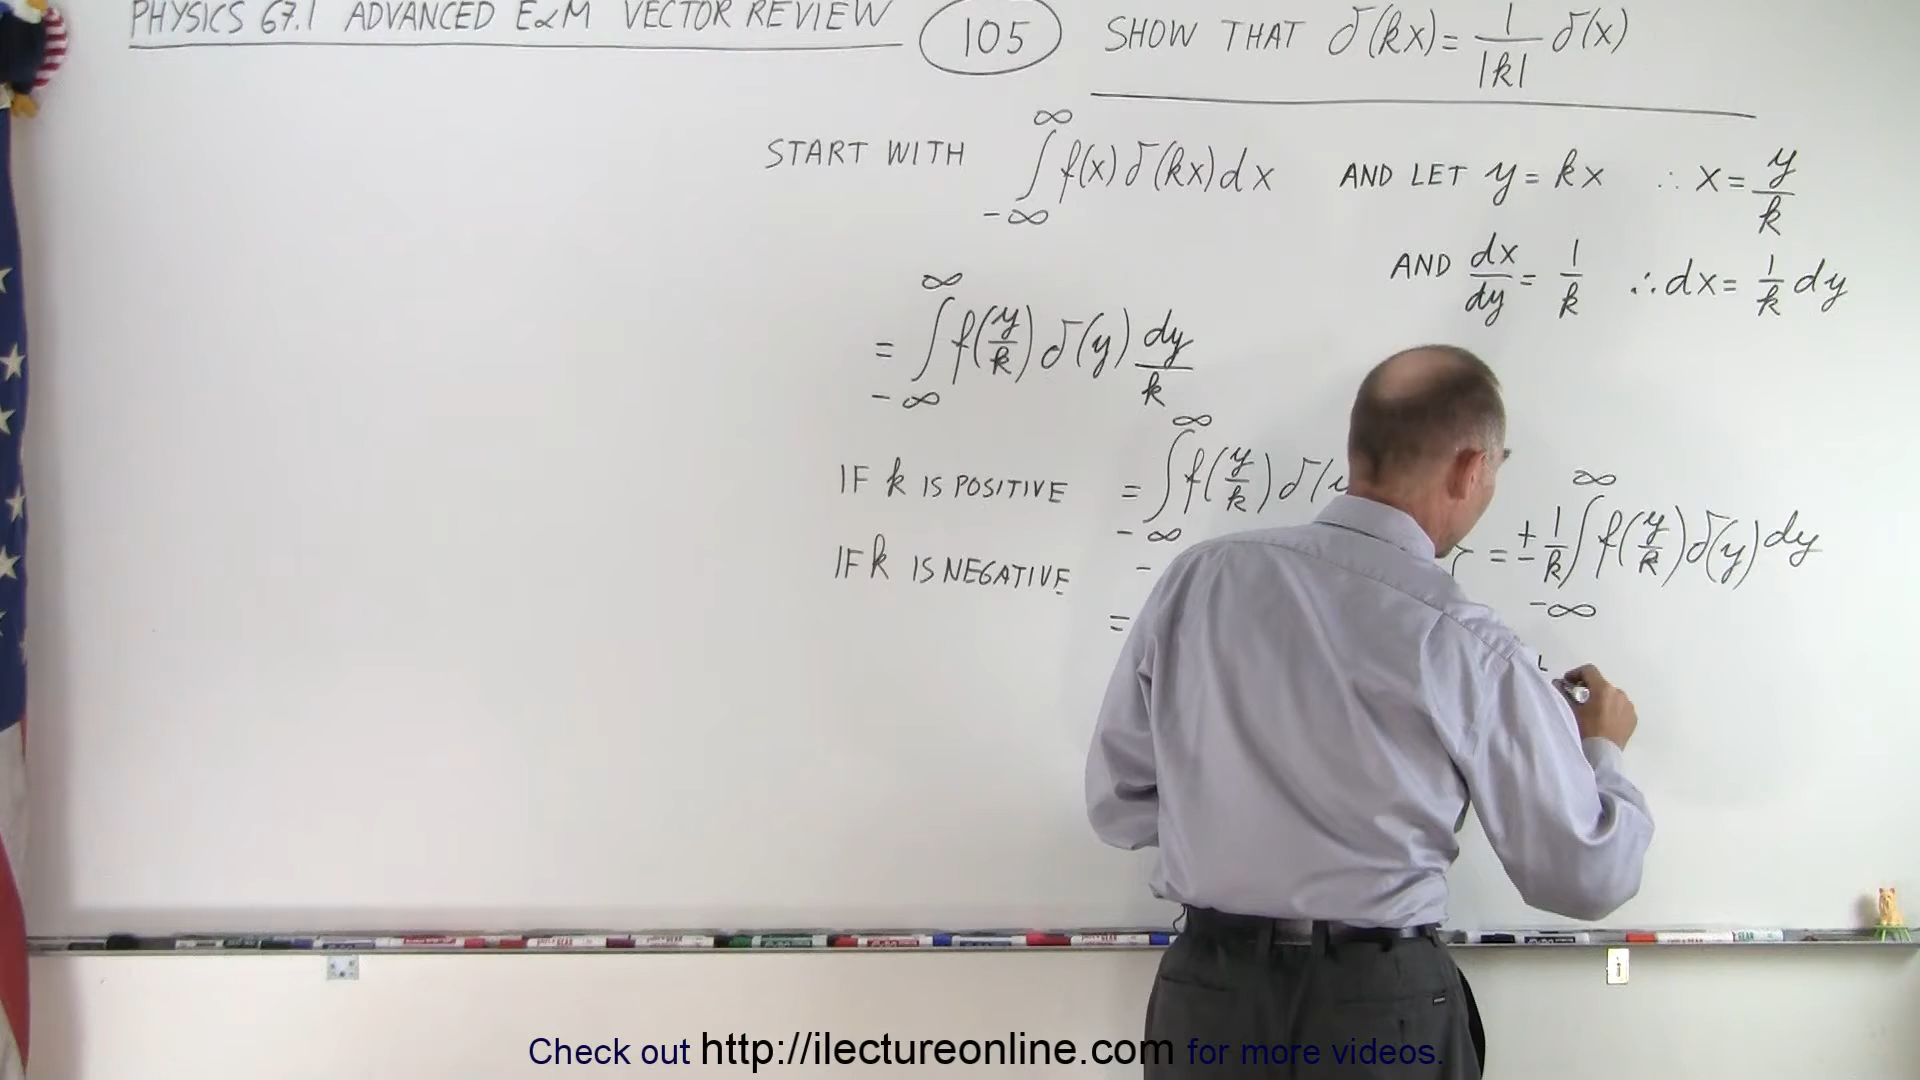 PHYSICS 67.1 ADVANCED E&M VECTOR REVIEW 105 SHOW THAT δ(kx) = 1/|k| δ(x)
START WITH ∫_{-∞}^{∞} f(x) δ(kx) dx AND LET y = kx ∴ x = y/k
AND dx/dy = 1/k ∴ dx = 1/k dy
= ∫_{-∞}^{∞} f(y/k) δ(y) dy/k
IF k IS POSITIVE = ∫_{-∞}^{∞} f(y/k) δ(
= ± 1/k ∫_{-∞}^{∞} f(y/k) δ(y) dy
IF k IS NEGATIVE -
=
Check out http://ilectureonline.com for more videos.